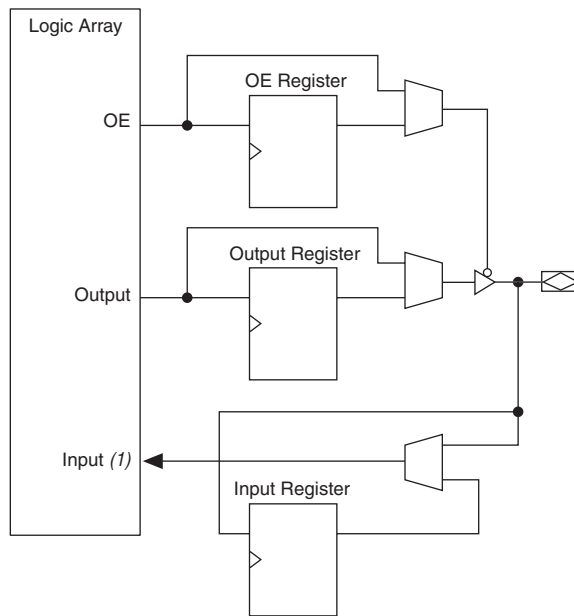 Logic Array
OE Register
OE
Output Register
Output
Input (1)
Input Register